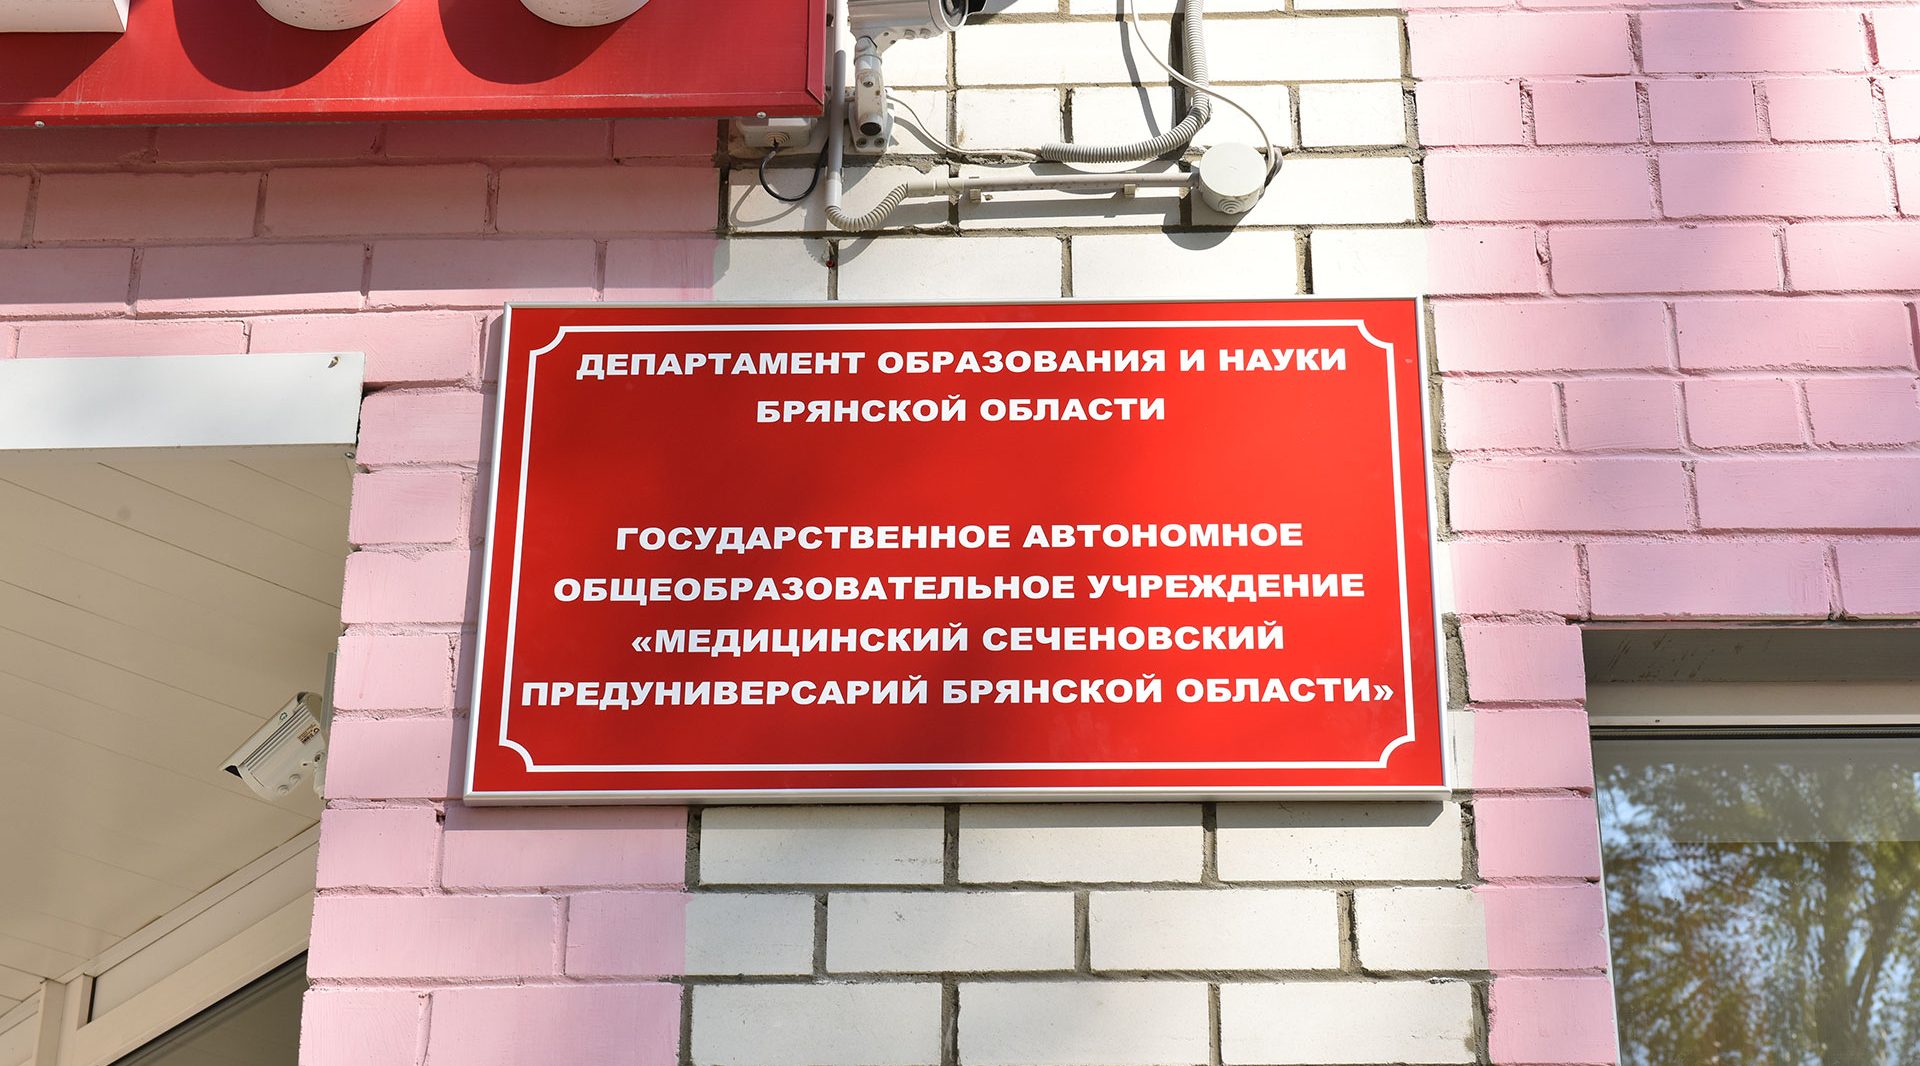 ДЕПАРТАМЕНТ ОБРАЗОВАНИЯ И НАУКИ
БРЯНСКОЙ ОБЛАСТИ
ГОСУДАРСТВЕННОЕ АВТОНОМНОЕ
ОБЩЕОБРАЗОВАТЕЛЬНОЕ УЧРЕЖДЕНИЕ
«МЕДИЦИНСКИЙ СЕЧЕНОВСКИЙ
ПРЕДУНИВЕРСАРИЙ БРЯНСКОЙ ОБЛАСТИ»